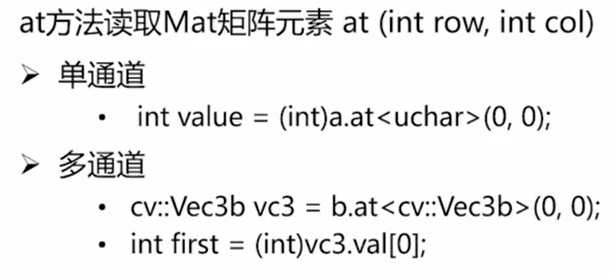 at方法读取Mat矩阵元素 at (int row, int col)
➢ 单通道
• int value = (int)a.at<uchar>(0, 0);
➢ 多通道
• cv::Vec3b vc3 = b.at<cv::Vec3b>(0, 0);
• int first = (int)vc3.val[0];